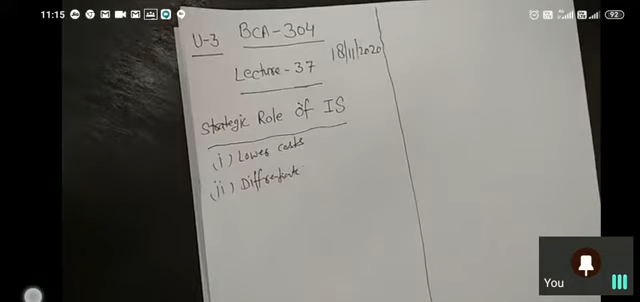 11:15
92
U-3 BCA-304
Lecture-37 18/11/2020
Strategic Role of IS
(i) Lower costs
(ii) Diffrentiate
You